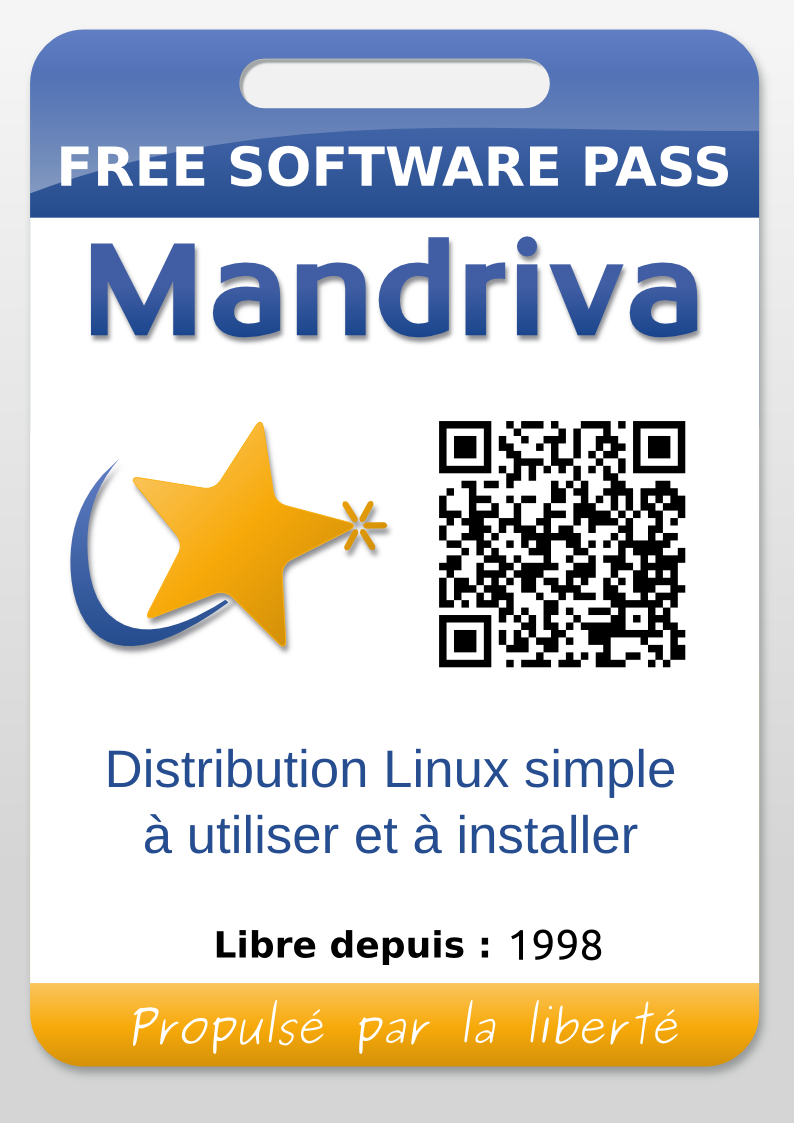 FREE SOFTWARE PASS
Mandriva
Distribution Linux simple
à utiliser et à installer
Libre depuis : 1998
Propulsé par la liberté